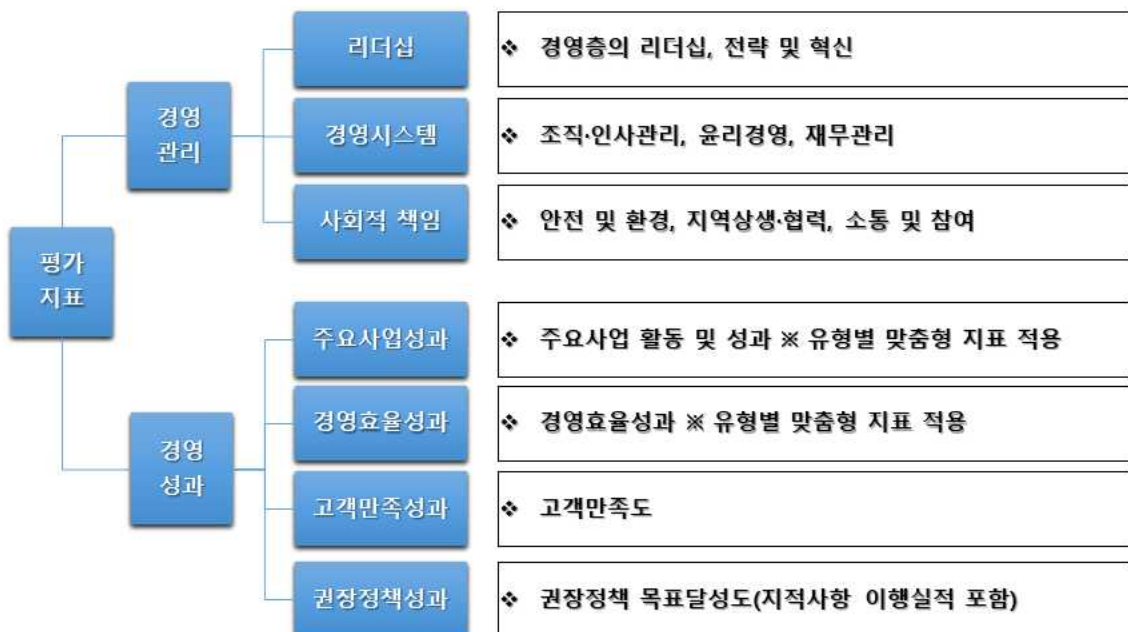 평가
지표
경영
관리
리더십
❖ 경영층의 리더십, 전략 및 혁신
경영시스템
❖ 조직·인사관리, 윤리경영, 재무관리
사회적 책임
❖ 안전 및 환경, 지역상생·협력, 소통 및 참여
경영
성과
주요사업성과
❖ 주요사업 활동 및 성과 ※ 유형별 맞춤형 지표 적용
경영효율성과
❖ 경영효율성과 ※ 유형별 맞춤형 지표 적용
고객만족성과
❖ 고객만족도
권장정책성과
❖ 권장정책 목표달성도(지적사항 이행실적 포함)